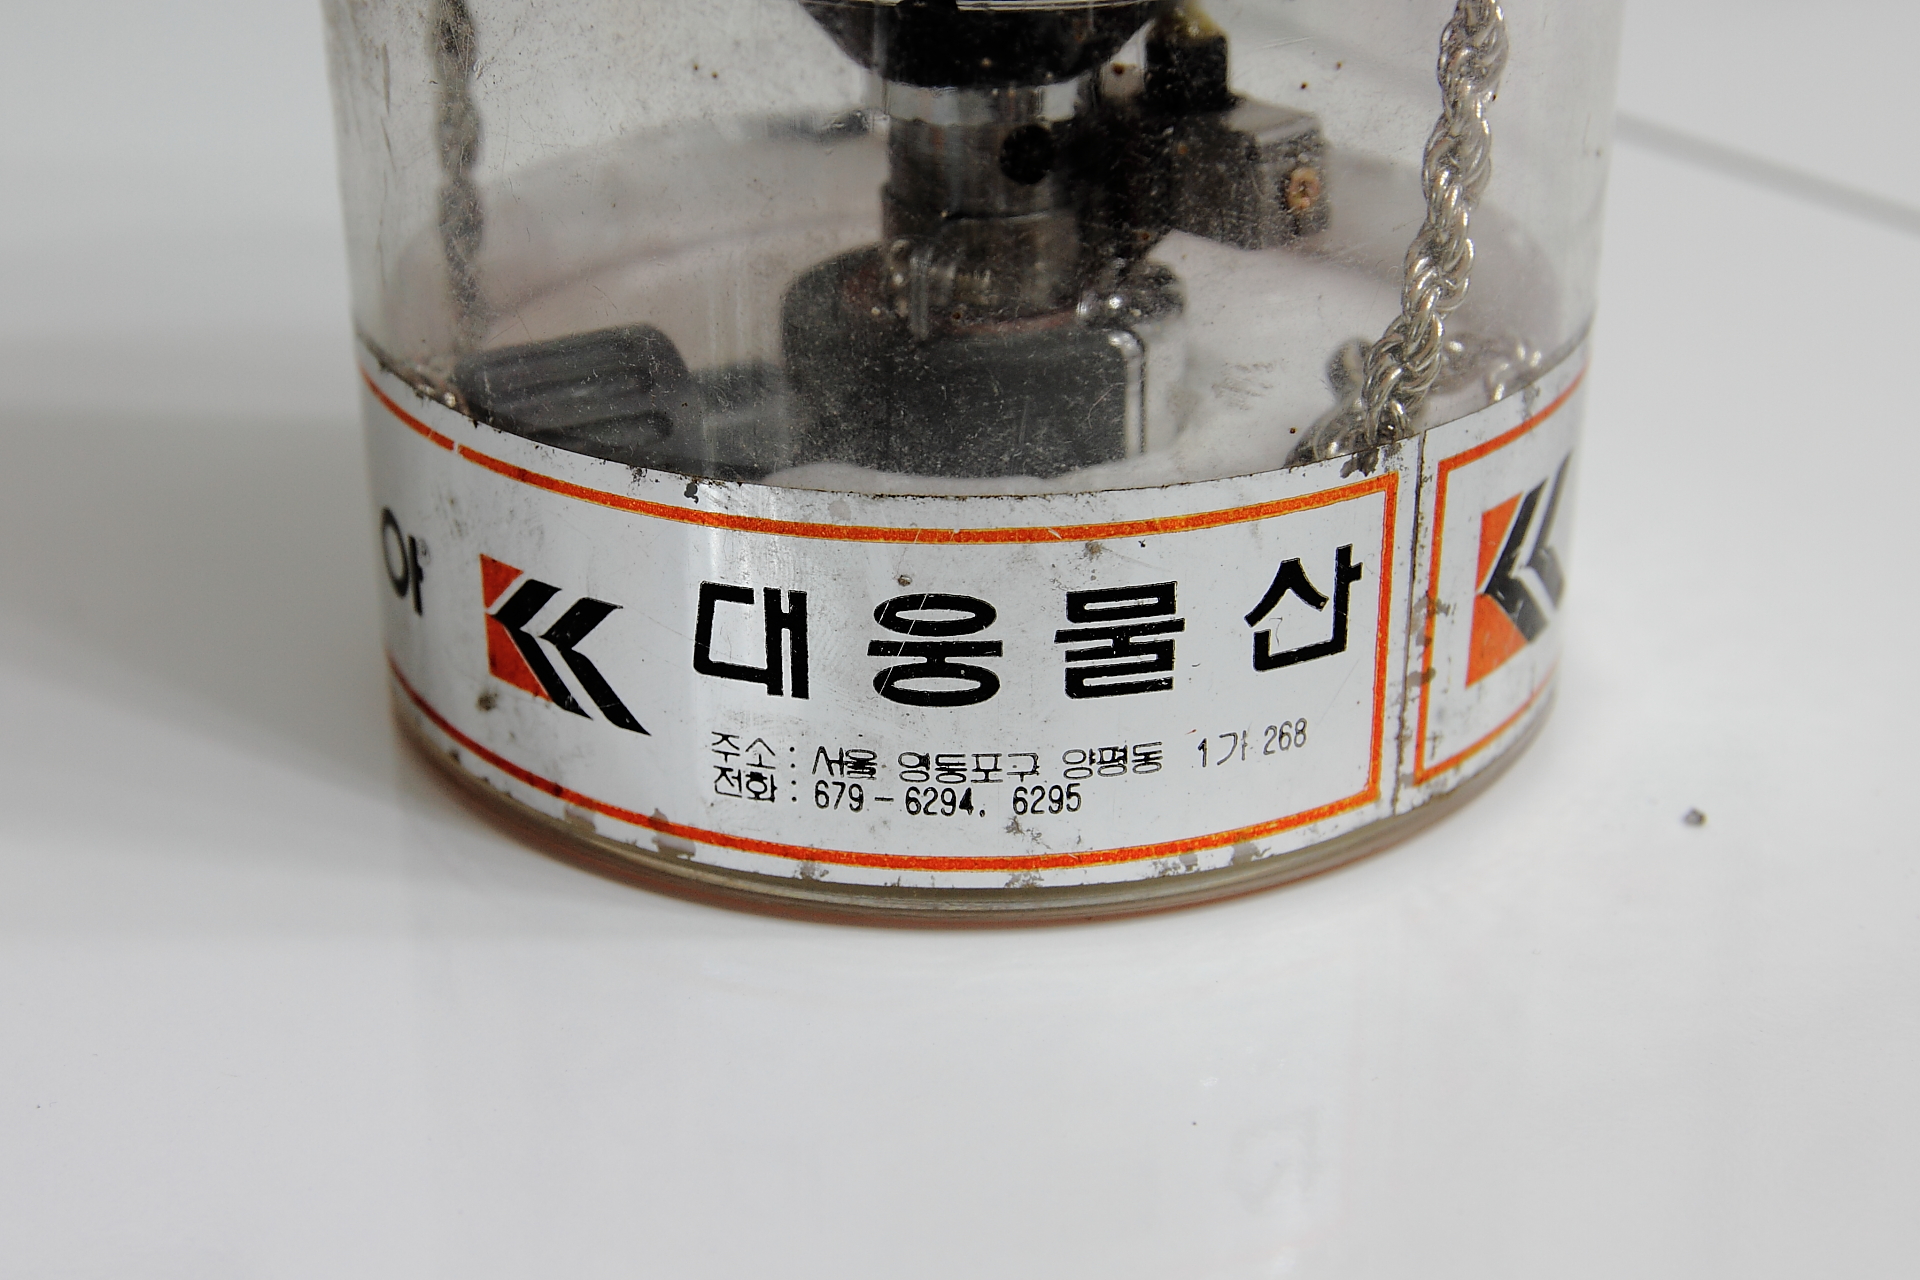 야
대웅물산
주소 : 서울 영등포구 양평동 1가 268
전화 : 679-6294. 6295